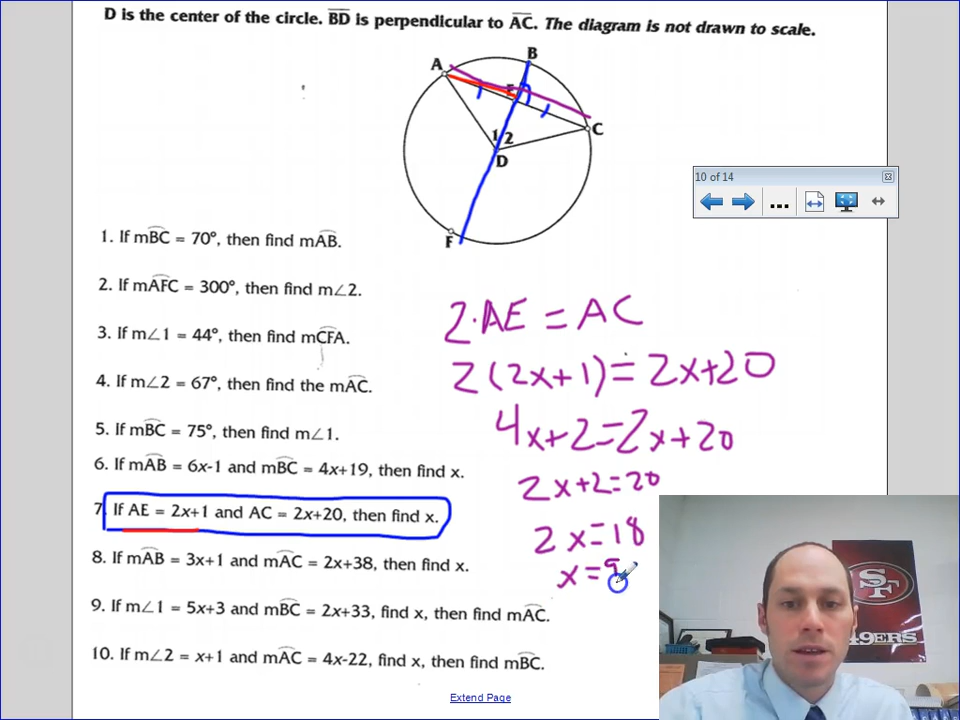 D is the center of the circle. BD is perpendicular to AC. The diagram is not drawn to scale.
B
A
E
C
1 2
D
F
10 of 14
...
1. If mBC = 70°, then find mAB.
2. If mAFC = 300°, then find m∠2.
3. If m∠1 = 44°, then find mCFA.
4. If m∠2 = 67°, then find the mAC.
5. If mBC = 75°, then find m∠1.
6. If mAB = 6x-1 and mBC = 4x+19, then find x.
7. If AE = 2x+1 and AC = 2x+20, then find x.
8. If mAB = 3x+1 and mAC = 2x+38, then find x.
9. If m∠1 = 5x+3 and mBC = 2x+33, find x, then find mAC.
10. If m∠2 = x+1 and mAC = 4x-22, find x, then find mBC.
2·AE = AC
2(2x+1) = 2x+20
4x+2=2x+20
2x+2=20
2x=18
x=9
SF
49ERS
Extend Page